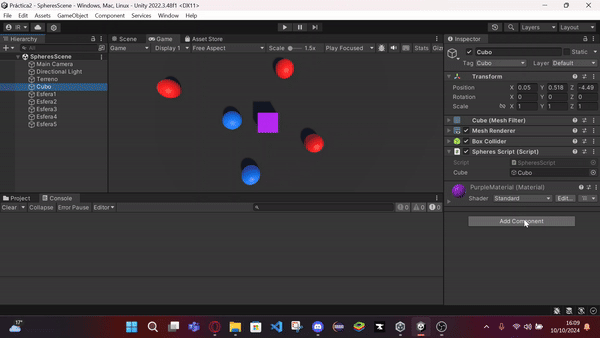 Práctica2 - SpheresScene - Windows, Mac, Linux - Unity 2022.3.48f1 <DX11>
File Edit Assets GameObject Component Services Window Help
IR
Layers Layout
Hierarchy
All
SpheresScene
Main Camera
Directional Light
Terreno
Cubo
Esfera1
Esfera2
Esfera3
Esfera4
Esfera5
Scene Game Asset Store
Game Display 1 Free Aspect Scale 1.5x Play Focused Stats Giz
Inspector
Cubo Static
Tag Cubo Layer Default
Transform
Position X 0.05 Y 0.518 Z -4.49
Rotation X 0 Y 0 Z 0
Scale X 1 Y 1 Z 1
Cube (Mesh Filter)
Mesh Renderer
Box Collider
Spheres Script (Script)
Script SpheresScript
Cube Cubo
PurpleMaterial (Material)
Shader Standard Edit...
Add Component
Project Console
Clear Collapse Error Pause Editor
0 0 0
17°
16:09
10/10/2024